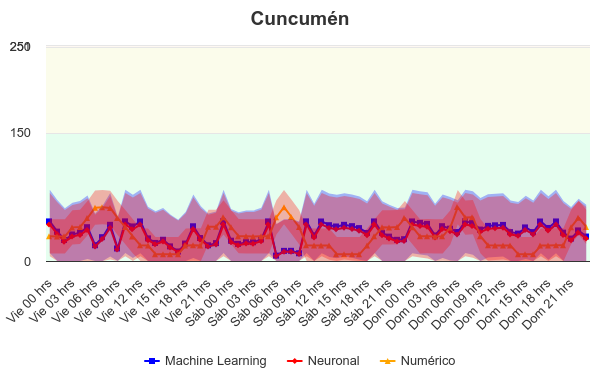 Cuncumén
250
150
0
Vie 00 hrs
Vie 03 hrs
Vie 06 hrs
Vie 09 hrs
Vie 12 hrs
Vie 15 hrs
Vie 18 hrs
Vie 21 hrs
Sáb 00 hrs
Sáb 03 hrs
Sáb 06 hrs
Sáb 09 hrs
Sáb 12 hrs
Sáb 15 hrs
Sáb 18 hrs
Sáb 21 hrs
Dom 00 hrs
Dom 03 hrs
Dom 06 hrs
Dom 09 hrs
Dom 12 hrs
Dom 15 hrs
Dom 18 hrs
Dom 21 hrs
Machine Learning Neuronal Numérico